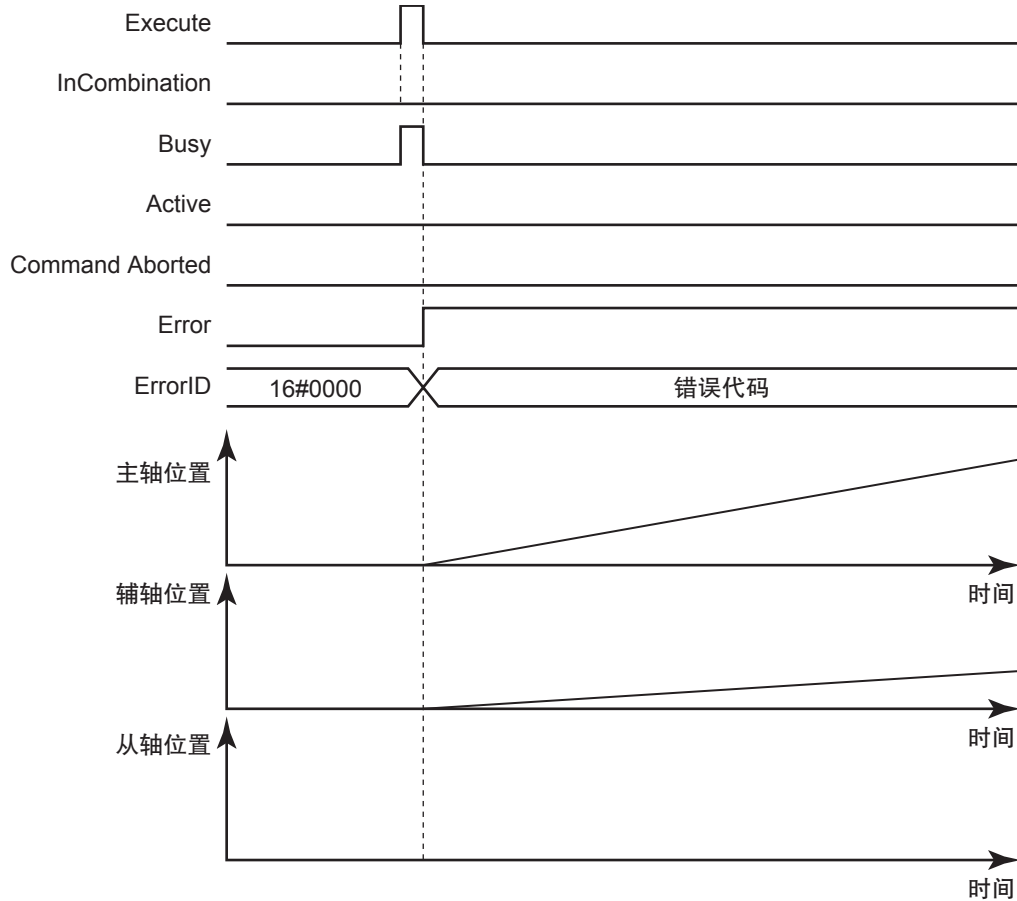 Execute
InCombination
Busy
Active
Command Aborted
Error
ErrorID 16#0000 错误代码
主轴位置
时间
辅轴位置
时间
从轴位置
时间